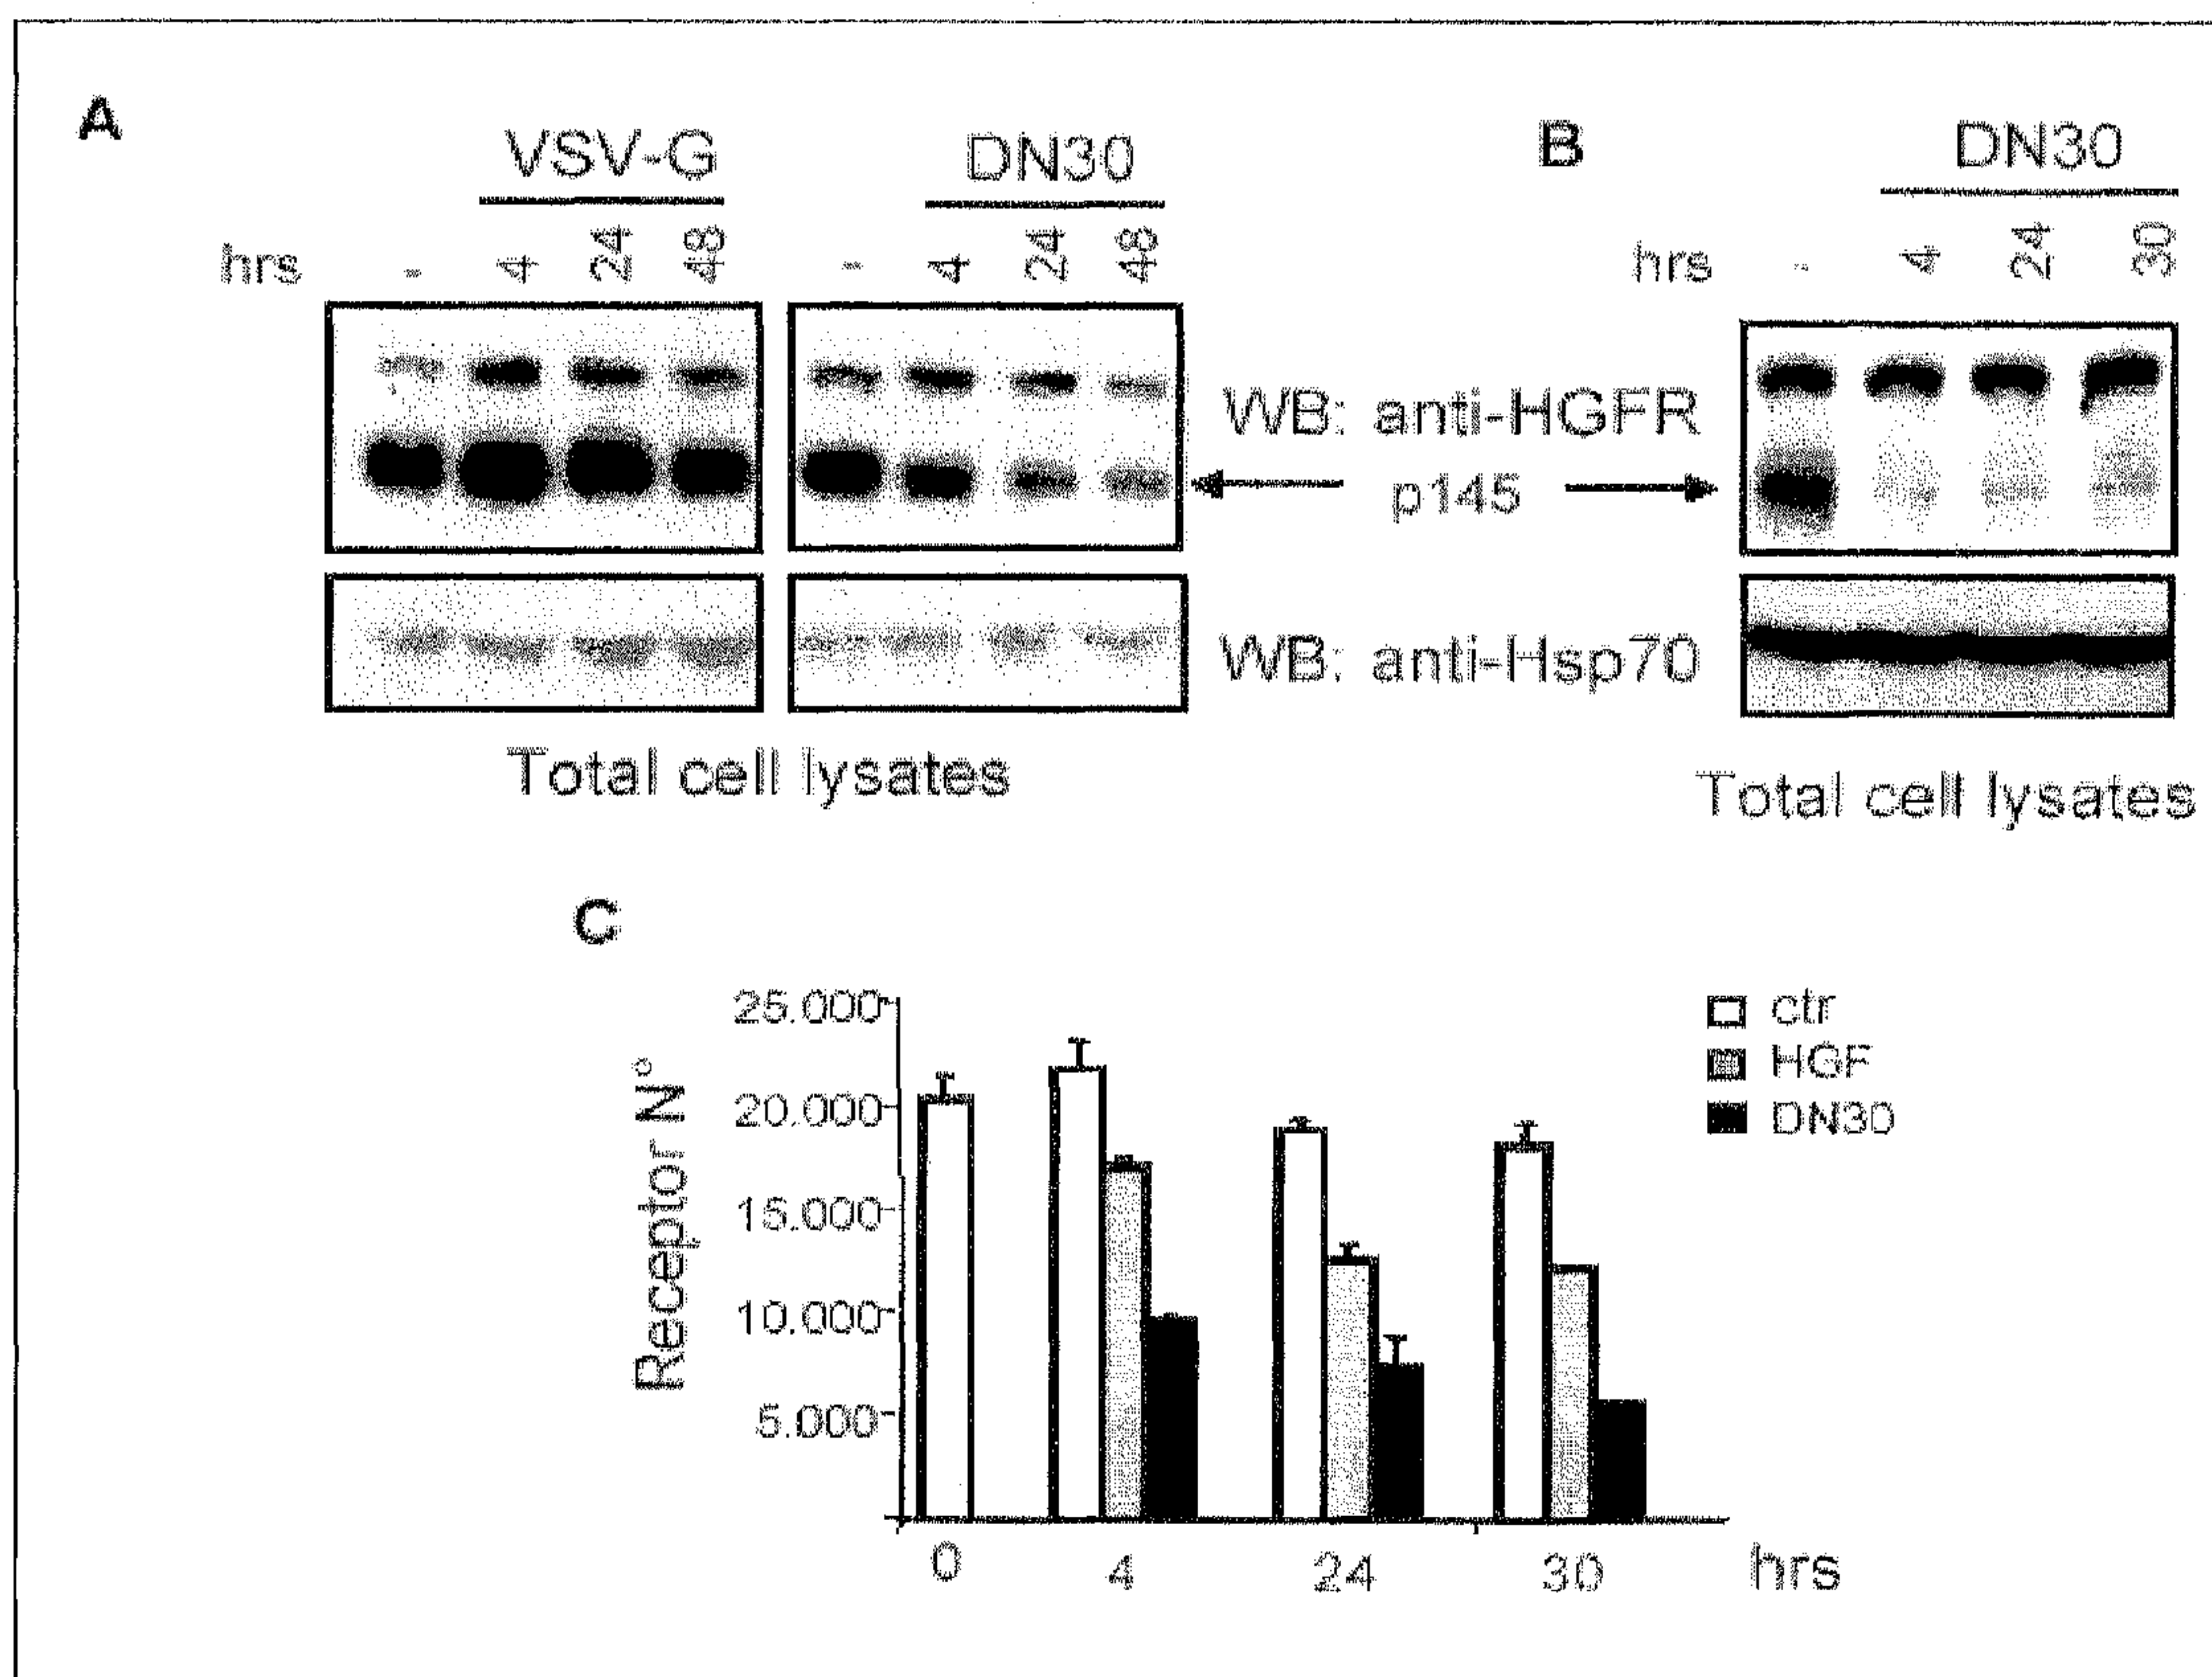 A
VSV-G
DN30
hrs - 4 24 48 - 4 24 48
B
DN30
hrs - 4 24 30
WB: anti-HGFR
p145
WB: anti-Hsp70
Total cell lysates
Total cell lysates
C
25.000
20.000
15.000
10.000
5.000
Receptor N°
ctr
HGF
DN30
0 4 24 30 hrs